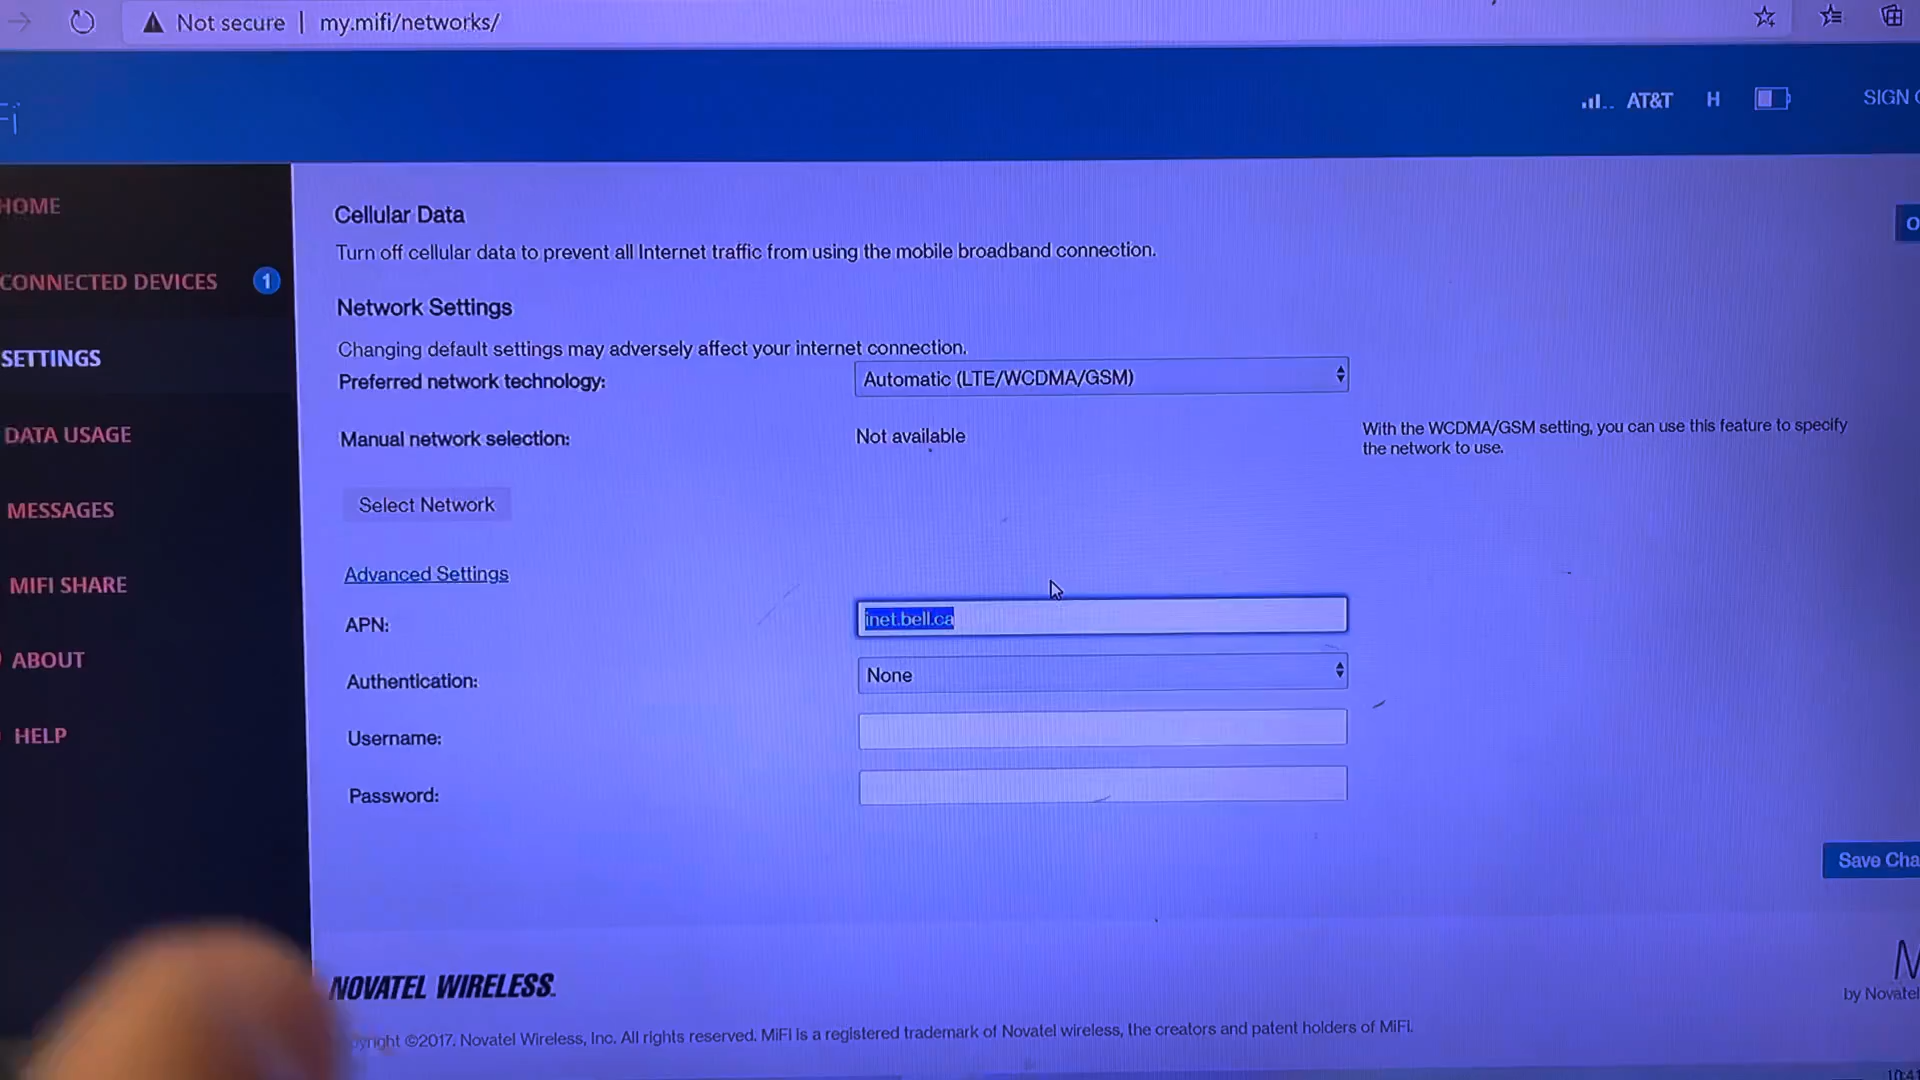 Not secure | my.mifi/networks/
AT&T H SIGN
Fi
HOME
CONNECTED DEVICES 1
SETTINGS
DATA USAGE
MESSAGES
MIFI SHARE
ABOUT
HELP
Cellular Data
Turn off cellular data to prevent all Internet traffic from using the mobile broadband connection.
Network Settings
Changing default settings may adversely affect your internet connection.
Preferred network technology: Automatic (LTE/WCDMA/GSM)
Manual network selection: Not available
With the WCDMA/GSM setting, you can use this feature to specify
the network to use.
Select Network
Advanced Settings
APN: inet.bell.ca
Authentication: None
Username:
Password:
Save Cha
NOVATEL WIRELESS.
by Novatel
yright ©2017. Novatel Wireless, Inc. All rights reserved. MiFi is a registered trademark of Novatel wireless, the creators and patent holders of MiFi.
10:41